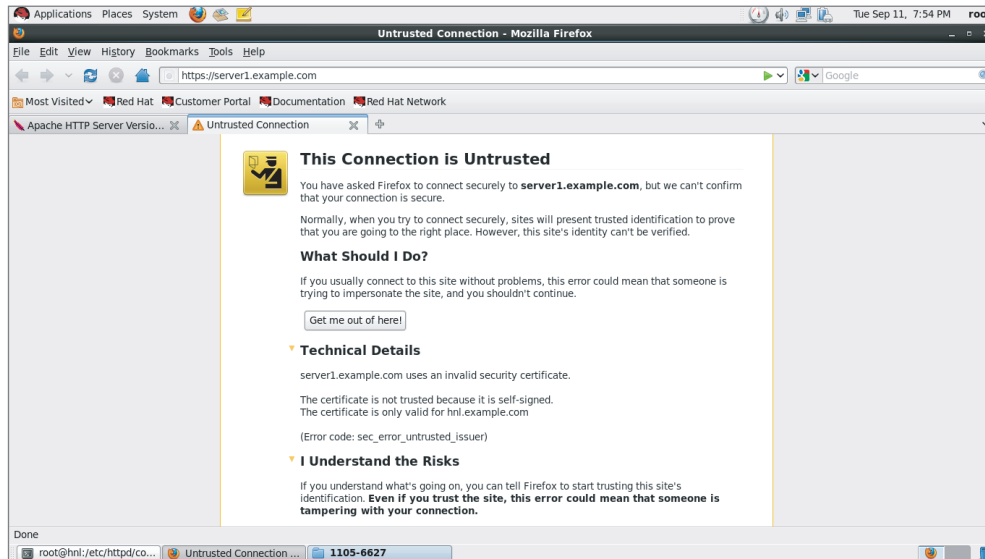 Applications Places System Tue Sep 11, 7:54 PM root
Untrusted Connection - Mozilla Firefox
File Edit View History Bookmarks Tools Help
https://server1.example.com Google
Most Visited Red Hat Customer Portal Documentation Red Hat Network
Apache HTTP Server Versio... Untrusted Connection
This Connection is Untrusted
You have asked Firefox to connect securely to server1.example.com, but we can't confirm
that your connection is secure.
Normally, when you try to connect securely, sites will present trusted identification to prove
that you are going to the right place. However, this site's identity can't be verified.
What Should I Do?
If you usually connect to this site without problems, this error could mean that someone is
trying to impersonate the site, and you shouldn't continue.
Get me out of here!
Technical Details
server1.example.com uses an invalid security certificate.
The certificate is not trusted because it is self-signed.
The certificate is only valid for hnl.example.com
(Error code: sec_error_untrusted_issuer)
I Understand the Risks
If you understand what's going on, you can tell Firefox to start trusting this site's
identification. Even if you trust the site, this error could mean that someone is
tampering with your connection.
Done
root@hnl:/etc/httpd/co... Untrusted Connection ... 1105-6627